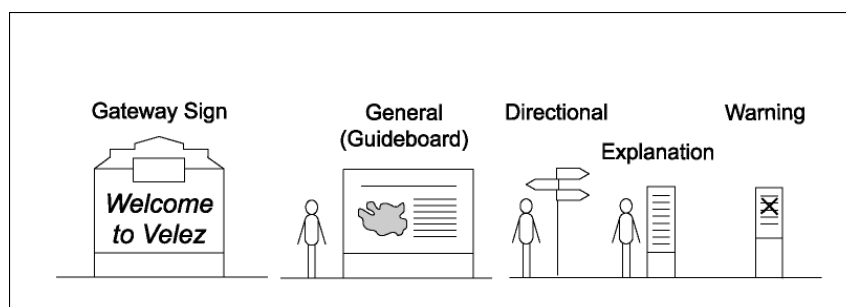 Gateway Sign
Welcome
to Velez
General
(Guideboard)
Directional
Explanation
Warning